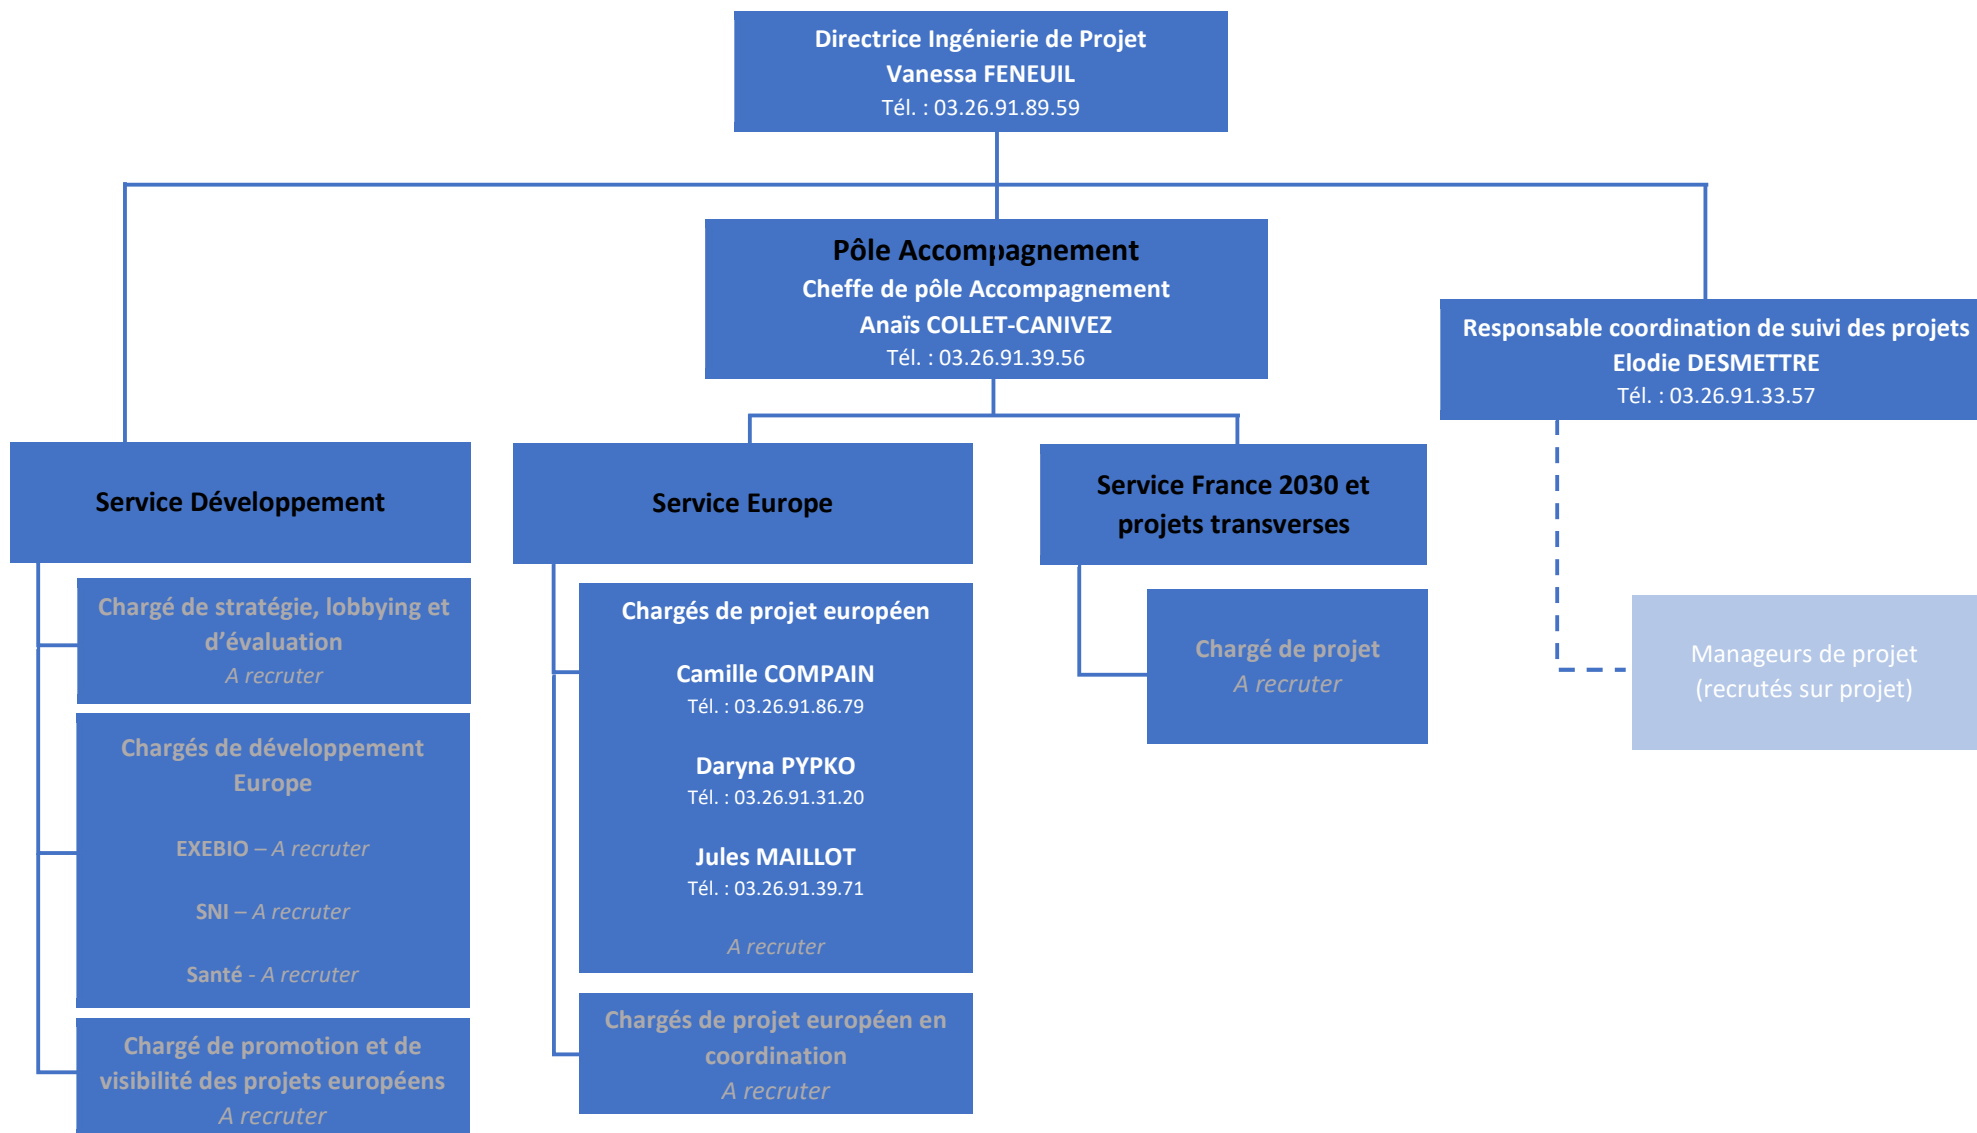 Directrice Ingénierie de Projet
Vanessa FENEUIL
Tél. : 03.26.91.89.59
Pôle Accompagnement
Cheffe de pôle Accompagnement
Anaïs COLLET-CANIVEZ
Tél. : 03.26.91.39.56
Responsable coordination de suivi des projets
Elodie DESMETTRE
Tél. : 03.26.91.33.57
Service Développement
Chargé de stratégie, lobbying et
d’évaluation
A recruter
Chargés de développement
Europe
EXEBIO – A recruter
SNI – A recruter
Santé - A recruter
Chargé de promotion et de
visibilité des projets européens
A recruter
Service Europe
Chargés de projet européen
Camille COMPAIN
Tél. : 03.26.91.86.79
Daryna PYPKO
Tél. : 03.26.91.31.20
Jules MAILLOT
Tél. : 03.26.91.39.71
A recruter
Chargés de projet européen en
coordination
A recruter
Service France 2030 et
projets transverses
Chargé de projet
A recruter
Manageurs de projet
(recrutés sur projet)